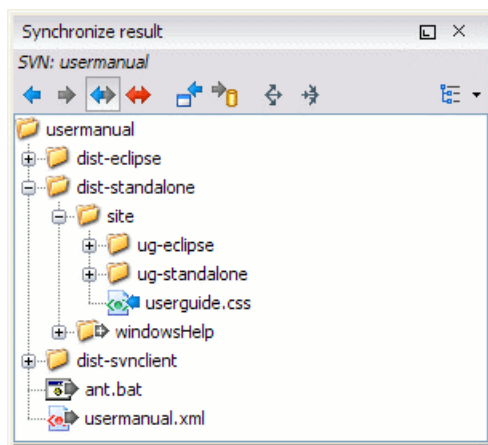 Synchronize result
SVN: usermanual
usermanual
dist-eclipse
dist-standalone
site
ug-eclipse
ug-standalone
userguide.css
windowsHelp
dist-svnclient
ant.bat
usermanual.xml